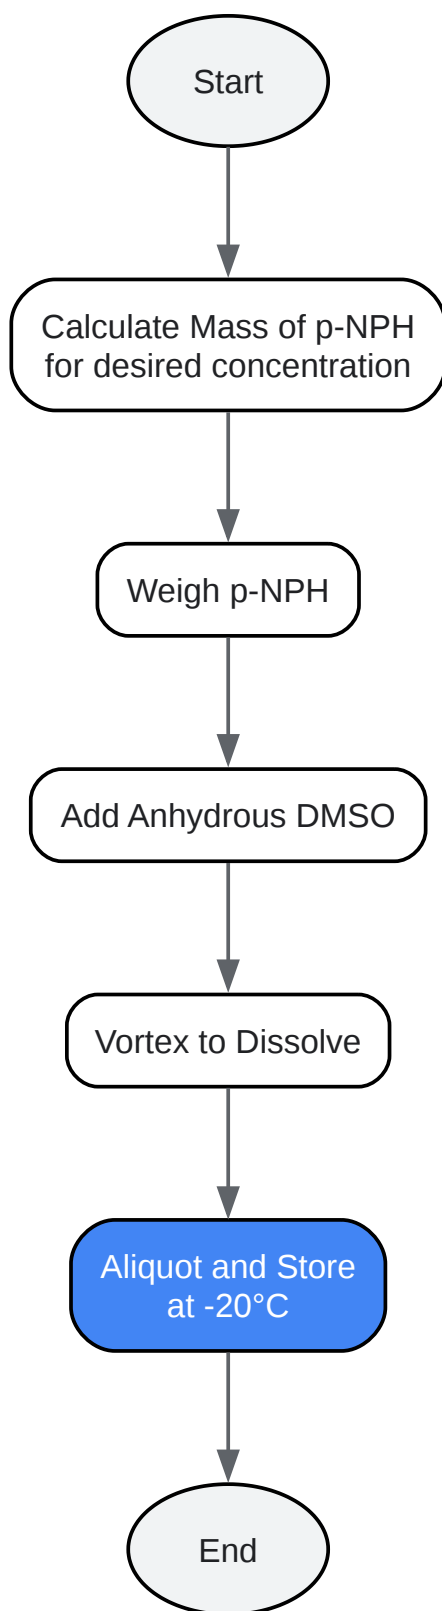 Start
Calculate Mass of p-NPH
for desired concentration
Weigh p-NPH
Add Anhydrous DMSO
Vortex to Dissolve
Aliquot and Store
at -20°C
End